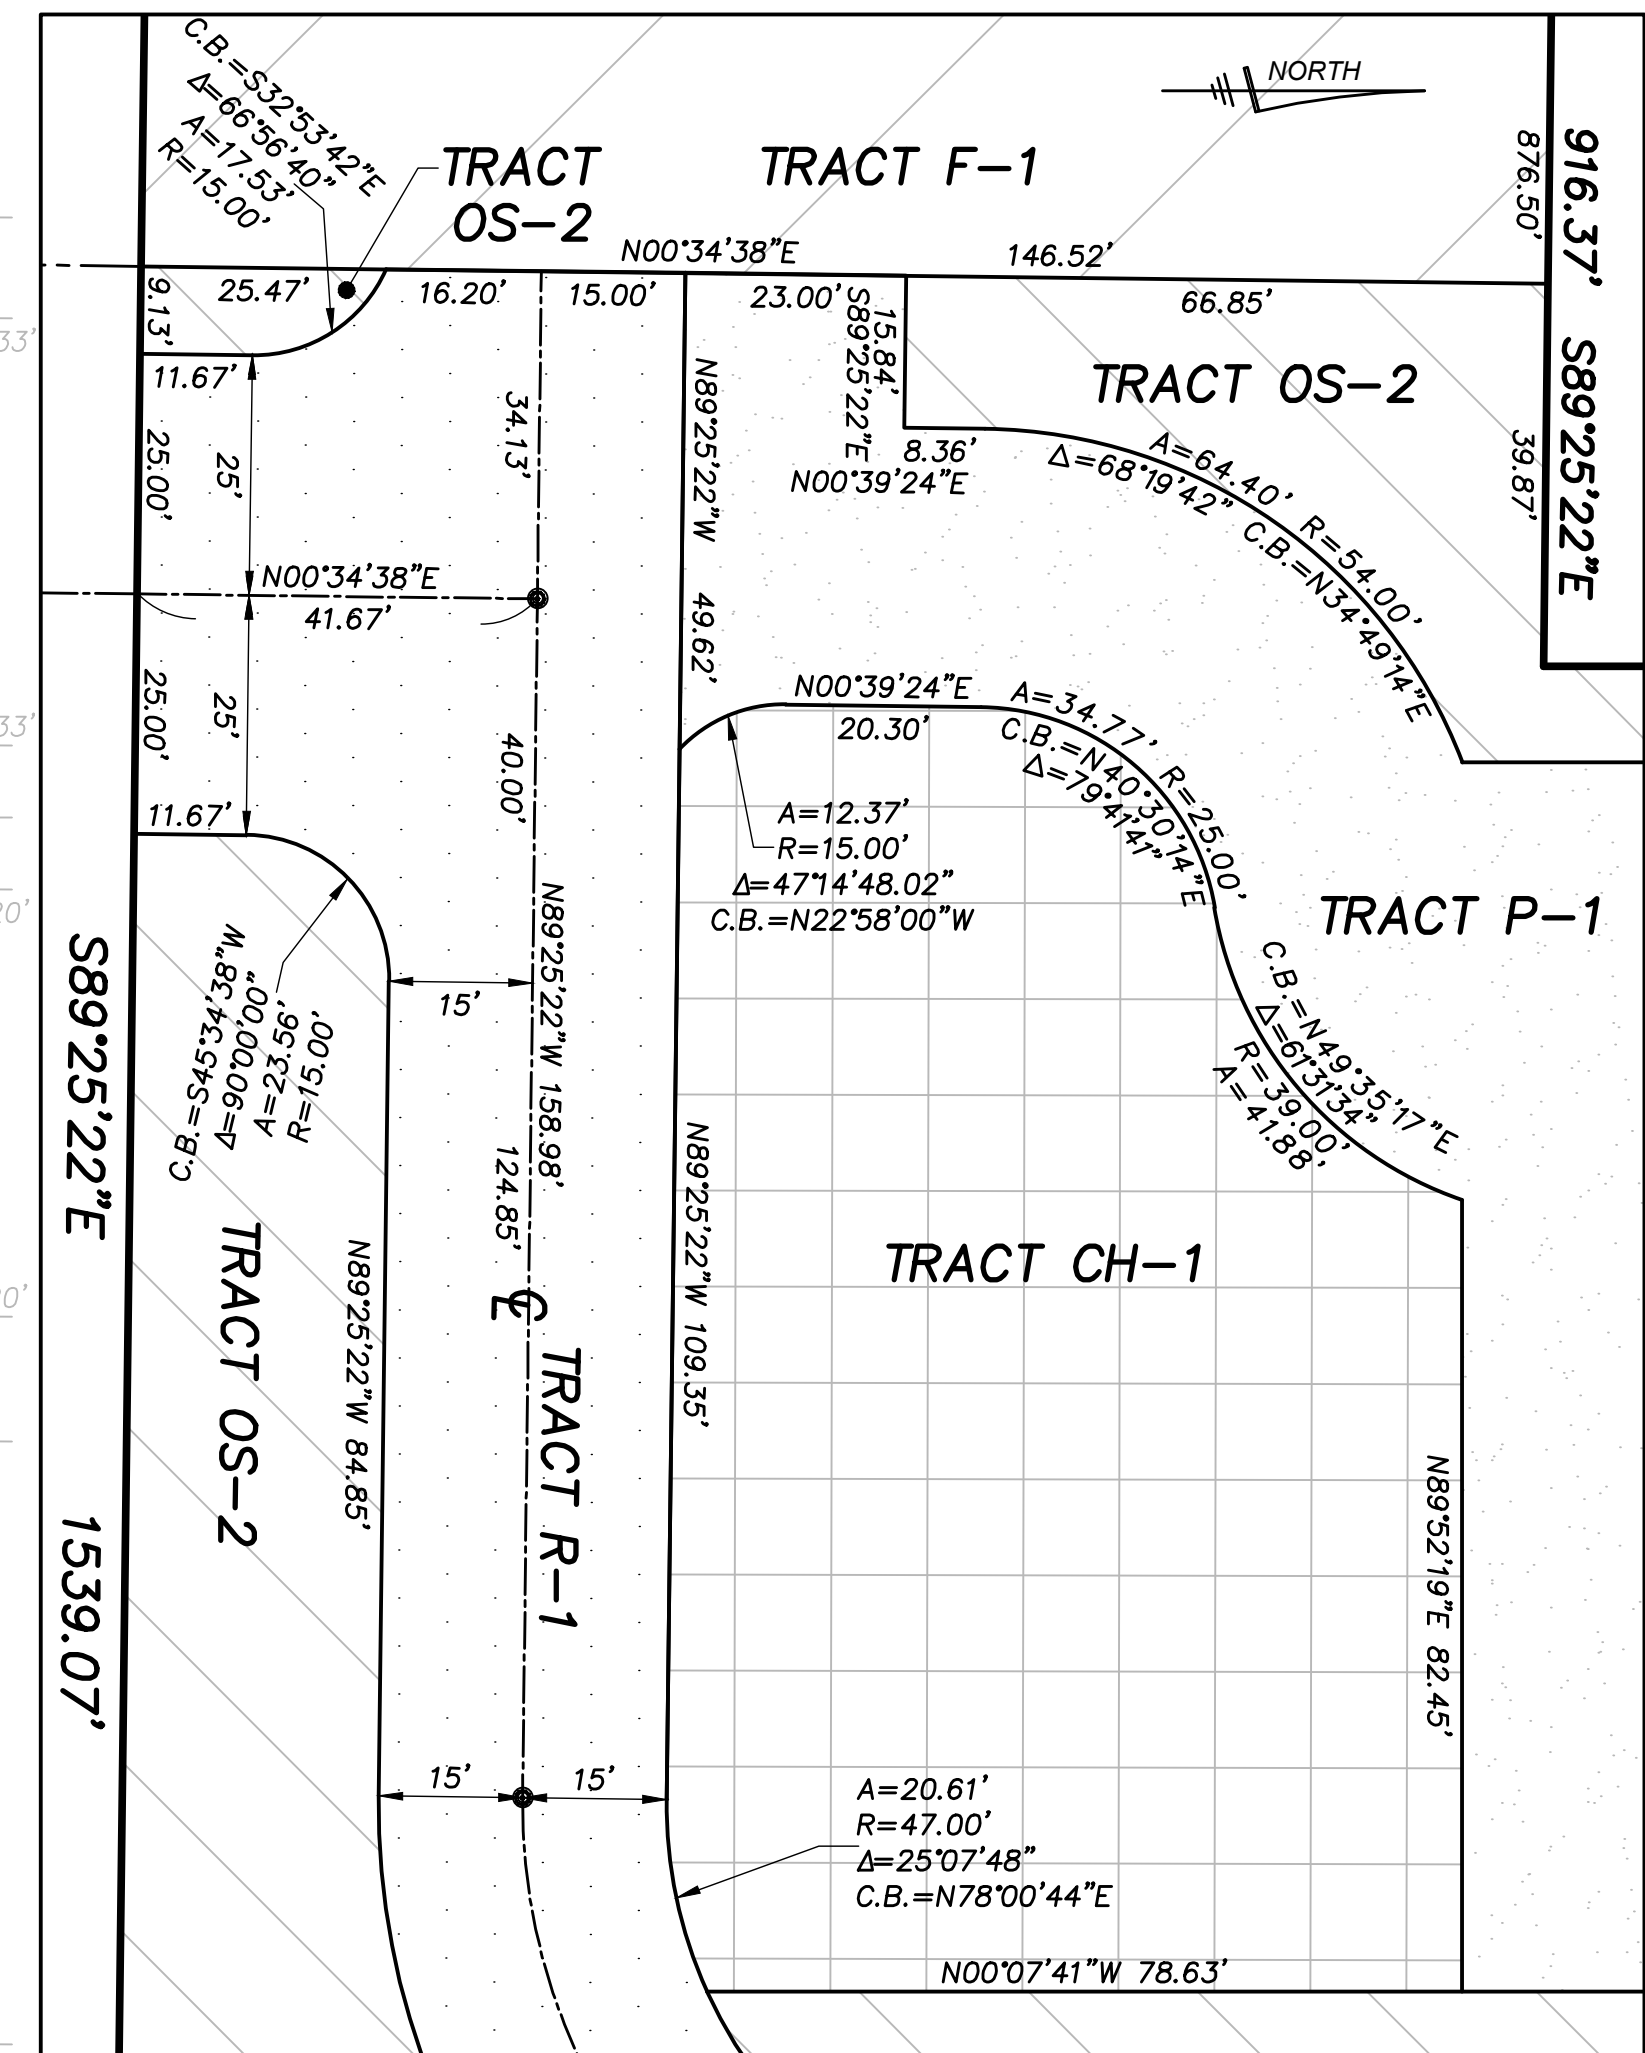 C.B.=S32°53'42"E
Δ=66°56'40"
A=17.53'
R=15.00'
TRACT
OS-2
TRACT F-1
NORTH
876.50'
916.37' S89°25'22"E
39.87'
N00°34'38"E
146.52'
9.13'
25.47'
16.20'
15.00'
23.00'
S89°25'22"E
15.84'
66.85'
33'
11.67'
TRACT OS-2
34.13'
N89°25'22"W 49.62'
8.36'
N00°39'24"E
A=64.40' R=54.00'
Δ=68°19'42" C.B.=N34°49'14"E
25.00'
25'
N00°34'38"E
41.67'
25.00'
25'
33'
40.00'
N00°39'24"E
20.30'
A=34.77' R=25.00'
C.B.=N40°30'14"E
Δ=79°41'41"
11.67'
A=12.37'
R=15.00'
Δ=47°14'48.02"
C.B.=N22°58'00"W
TRACT P-1
20'
C.B.=S45°34'38"W
Δ=90°00'00"
A=23.56'
R=15.00'
15'
N89°25'22"W 158.98'
124.85'
C.B.=N49°35'17"E
Δ=61°31'34"
R=39.00'
A=41.88'
S89°25'22"E 1539.07'
TRACT OS-2
N89°25'22"W 84.85'
CL
TRACT R-1
N89°25'22"W 109.35'
TRACT CH-1
N89°52'19"E 82.45'
15'
15'
A=20.61'
R=47.00'
Δ=25°07'48"
C.B.=N78°00'44"E
N00°07'41"W 78.63'